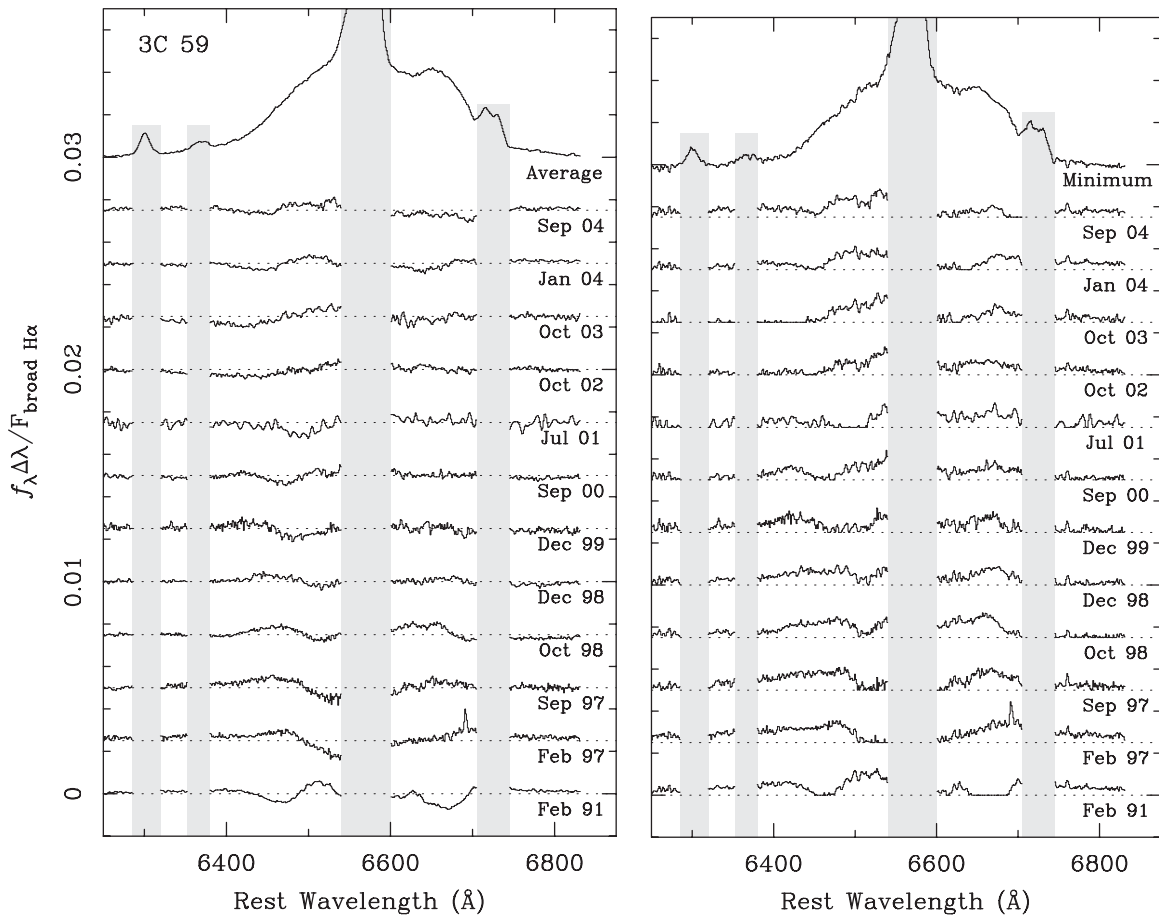 3C 59
f_λ Δλ/F_broad Hα
0.03
0.02
0.01
0
Average
Sep 04
Jan 04
Oct 03
Oct 02
Jul 01
Sep 00
Dec 99
Dec 98
Oct 98
Sep 97
Feb 97
Feb 91
6400 6600 6800
Rest Wavelength (Å)
Minimum
Sep 04
Jan 04
Oct 03
Oct 02
Jul 01
Sep 00
Dec 99
Dec 98
Oct 98
Sep 97
Feb 97
Feb 91
6400 6600 6800
Rest Wavelength (Å)